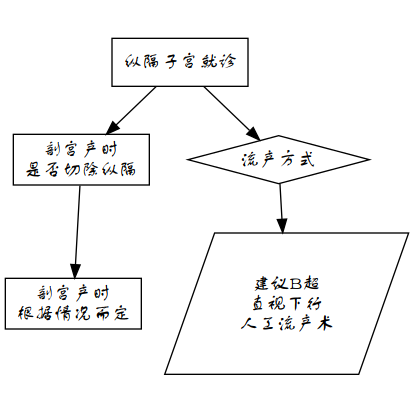 纵隔子宫就诊
剖宫产时
是否切除纵隔
流产方式
剖宫产时
根据情况而定
建议B超
直视下行
人工流产术